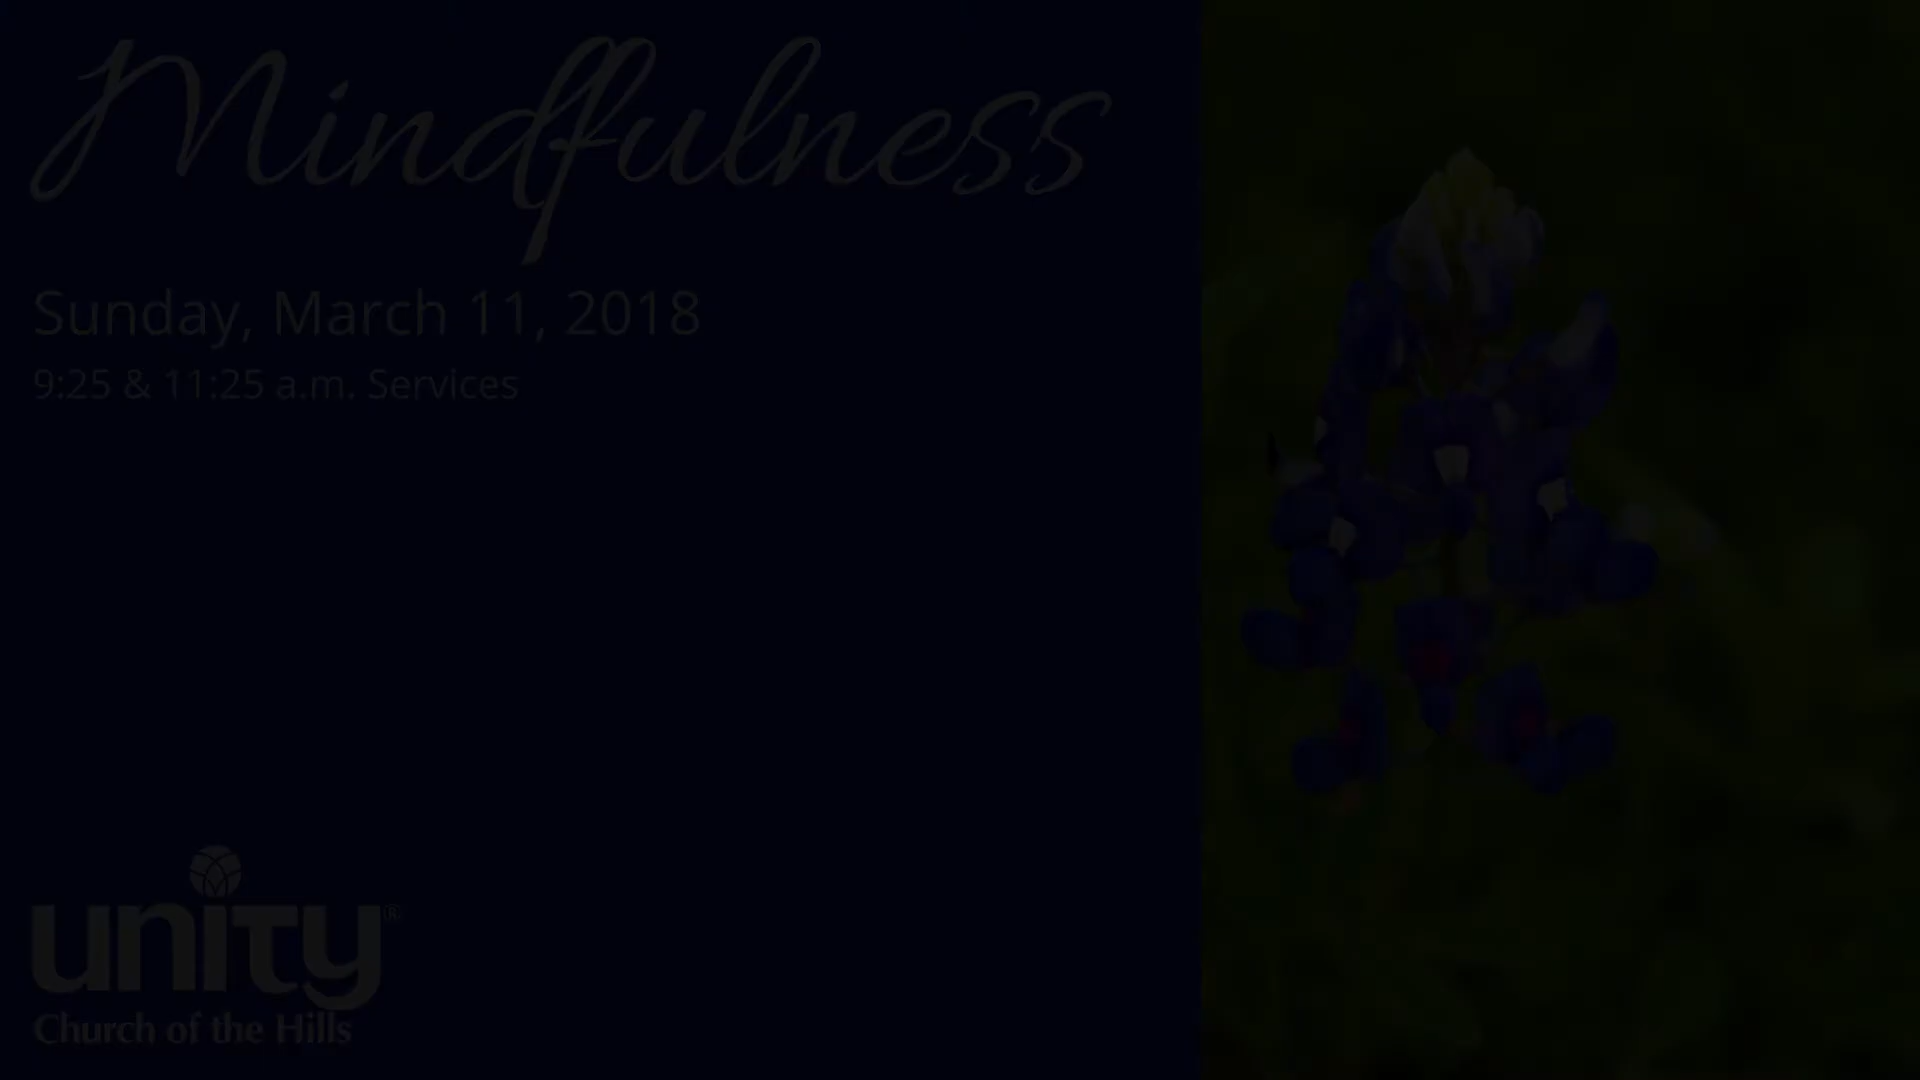 Mindfulness
Sunday, March 11, 2018
9:25 & 11:25 a.m. Services
unity®
Church of the Hills